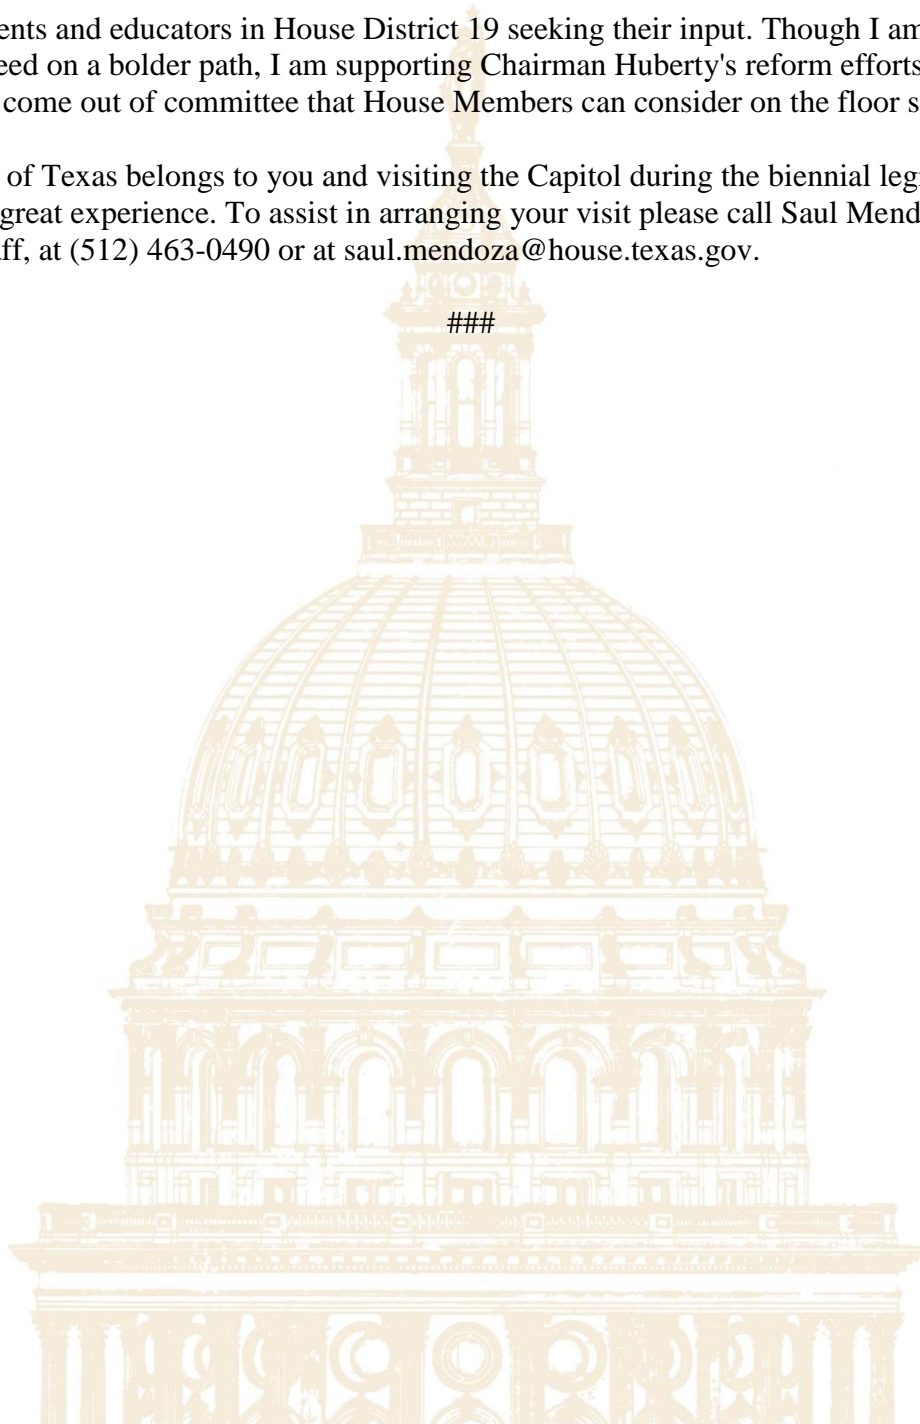 ents and educators in House District 19 seeking their input. Though I am
eed on a bolder path, I am supporting Chairman Huberty's reform efforts
come out of committee that House Members can consider on the floor s
of Texas belongs to you and visiting the Capitol during the biennial leg
great experience. To assist in arranging your visit please call Saul Mend
ff, at (512) 463-0490 or at saul.mendoza@house.texas.gov.
###